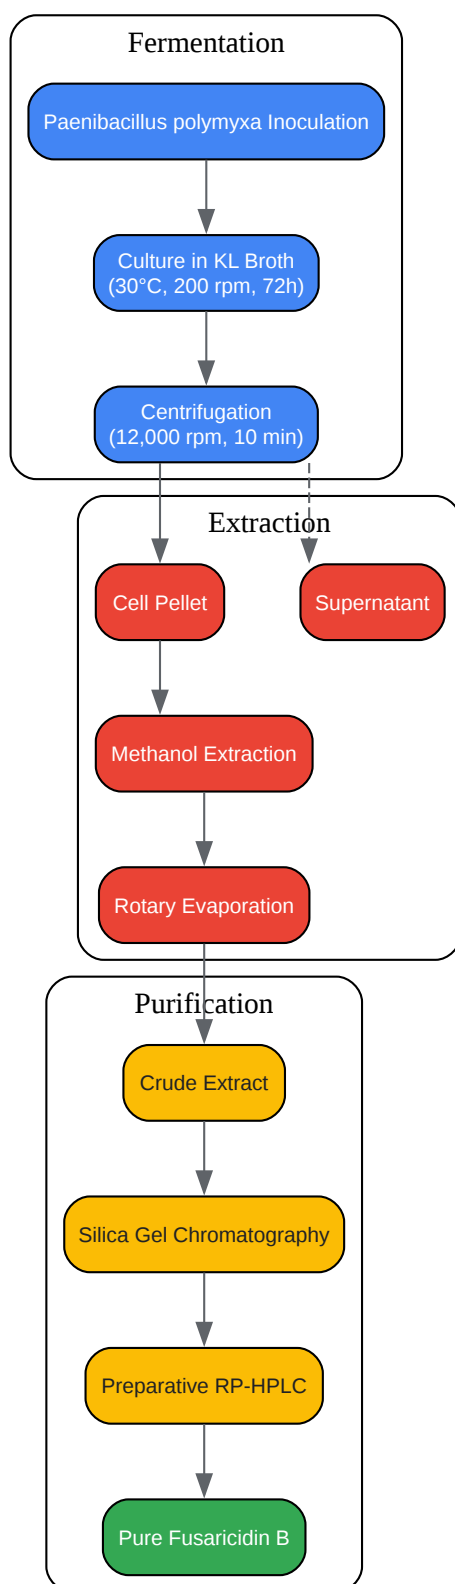 Fermentation
Paenibacillus polymyxa Inoculation
Culture in KL Broth
(30°C, 200 rpm, 72h)
Centrifugation
(12,000 rpm, 10 min)
Extraction
Cell Pellet
Supernatant
Methanol Extraction
Rotary Evaporation
Purification
Crude Extract
Silica Gel Chromatography
Preparative RP-HPLC
Pure Fusaricidin B